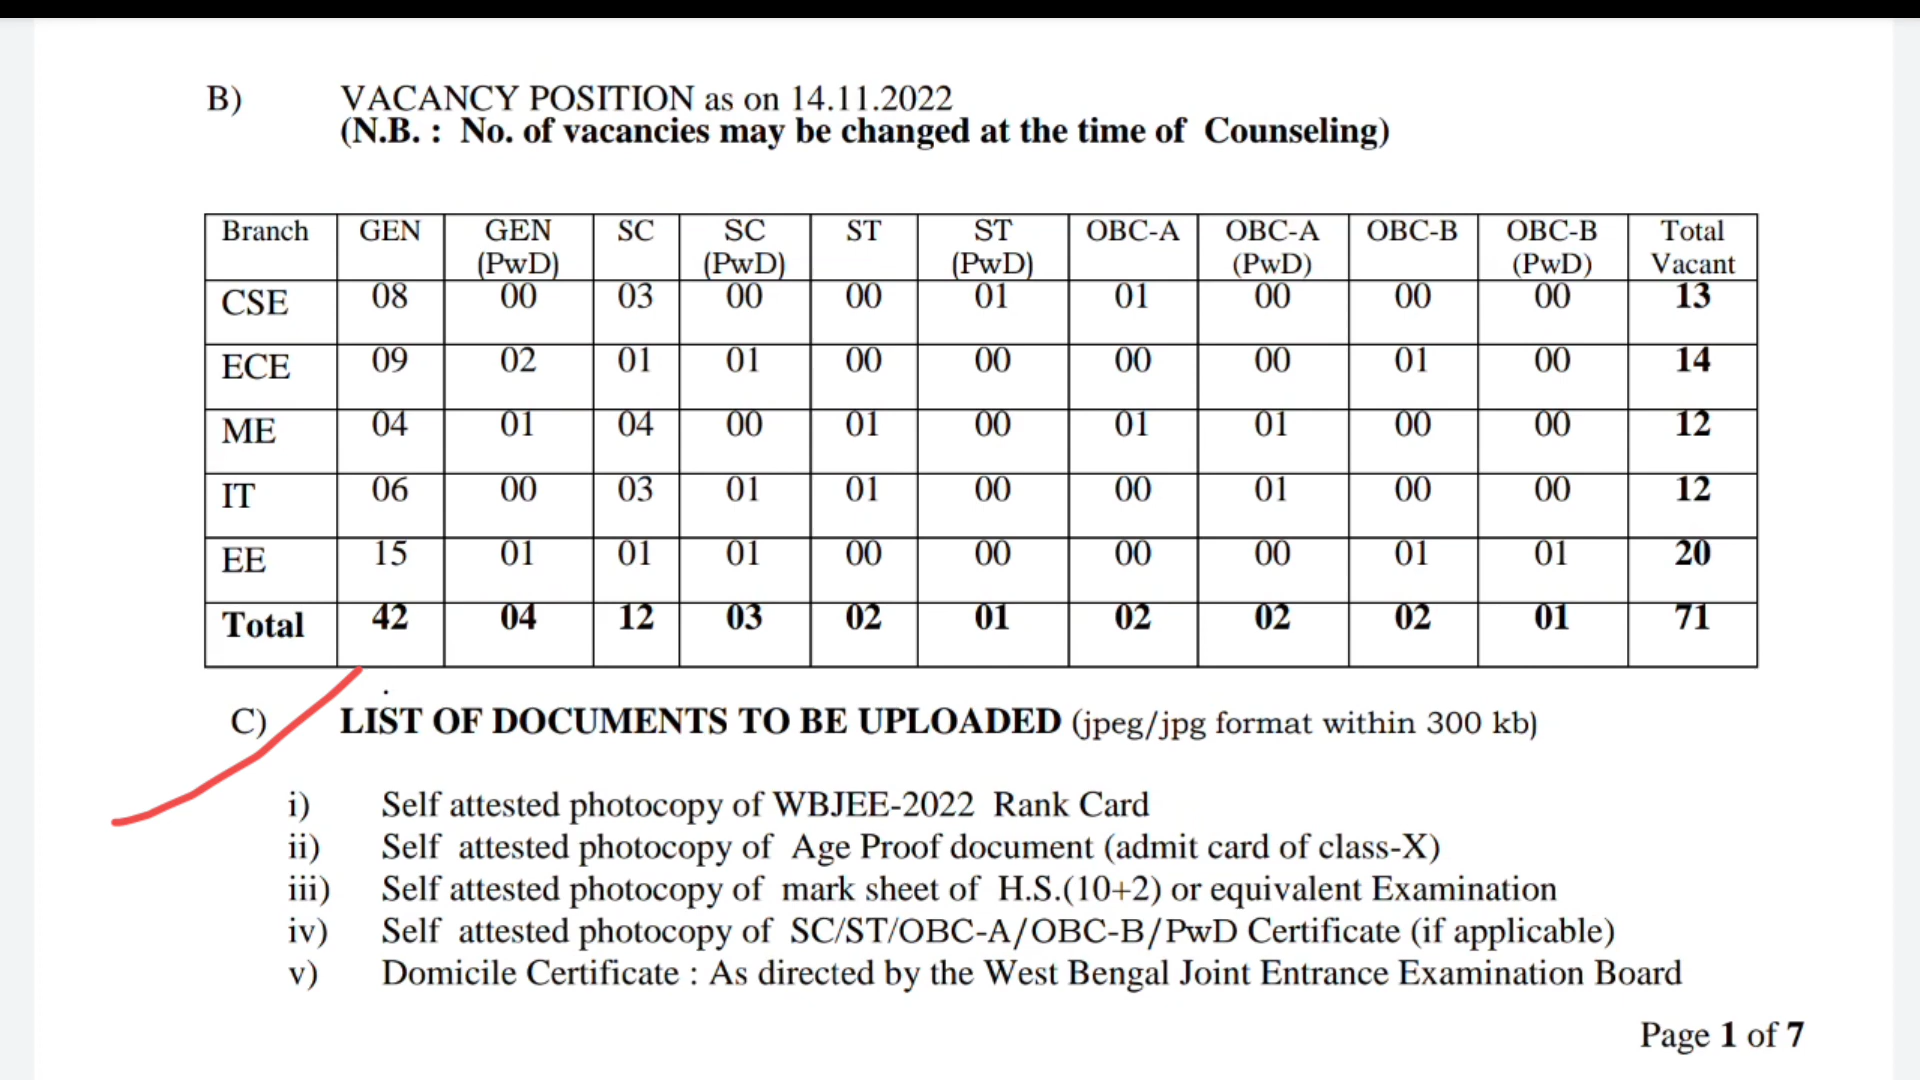 B) VACANCY POSITION as on 14.11.2022
(N.B. : No. of vacancies may be changed at the time of Counseling)
Branch GEN GEN (PwD) SC SC (PwD) ST ST (PwD) OBC-A OBC-A (PwD) OBC-B OBC-B (PwD) Total Vacant
CSE 08 00 03 00 00 01 01 00 00 00 13
ECE 09 02 01 01 00 00 00 00 01 00 14
ME 04 01 04 00 01 00 01 01 00 00 12
IT 06 00 03 01 01 00 00 01 00 00 12
EE 15 01 01 01 00 00 00 00 01 01 20
Total 42 04 12 03 02 01 02 02 02 01 71
C) LIST OF DOCUMENTS TO BE UPLOADED (jpeg/jpg format within 300 kb)
i) Self attested photocopy of WBJEE-2022 Rank Card
ii) Self attested photocopy of Age Proof document (admit card of class-X)
iii) Self attested photocopy of mark sheet of H.S.(10+2) or equivalent Examination
iv) Self attested photocopy of SC/ST/OBC-A/OBC-B/PwD Certificate (if applicable)
v) Domicile Certificate : As directed by the West Bengal Joint Entrance Examination Board
Page 1 of 7